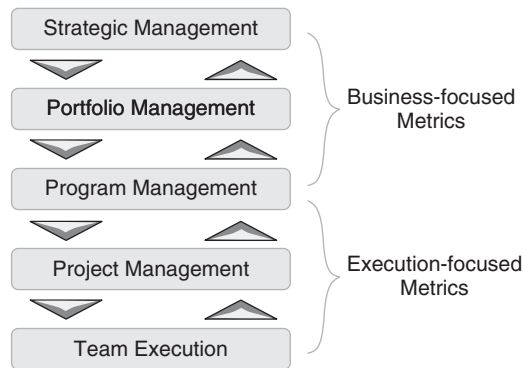 Strategic Management
Portfolio Management
Business-focused
Metrics
Program Management
Project Management
Execution-focused
Metrics
Team Execution